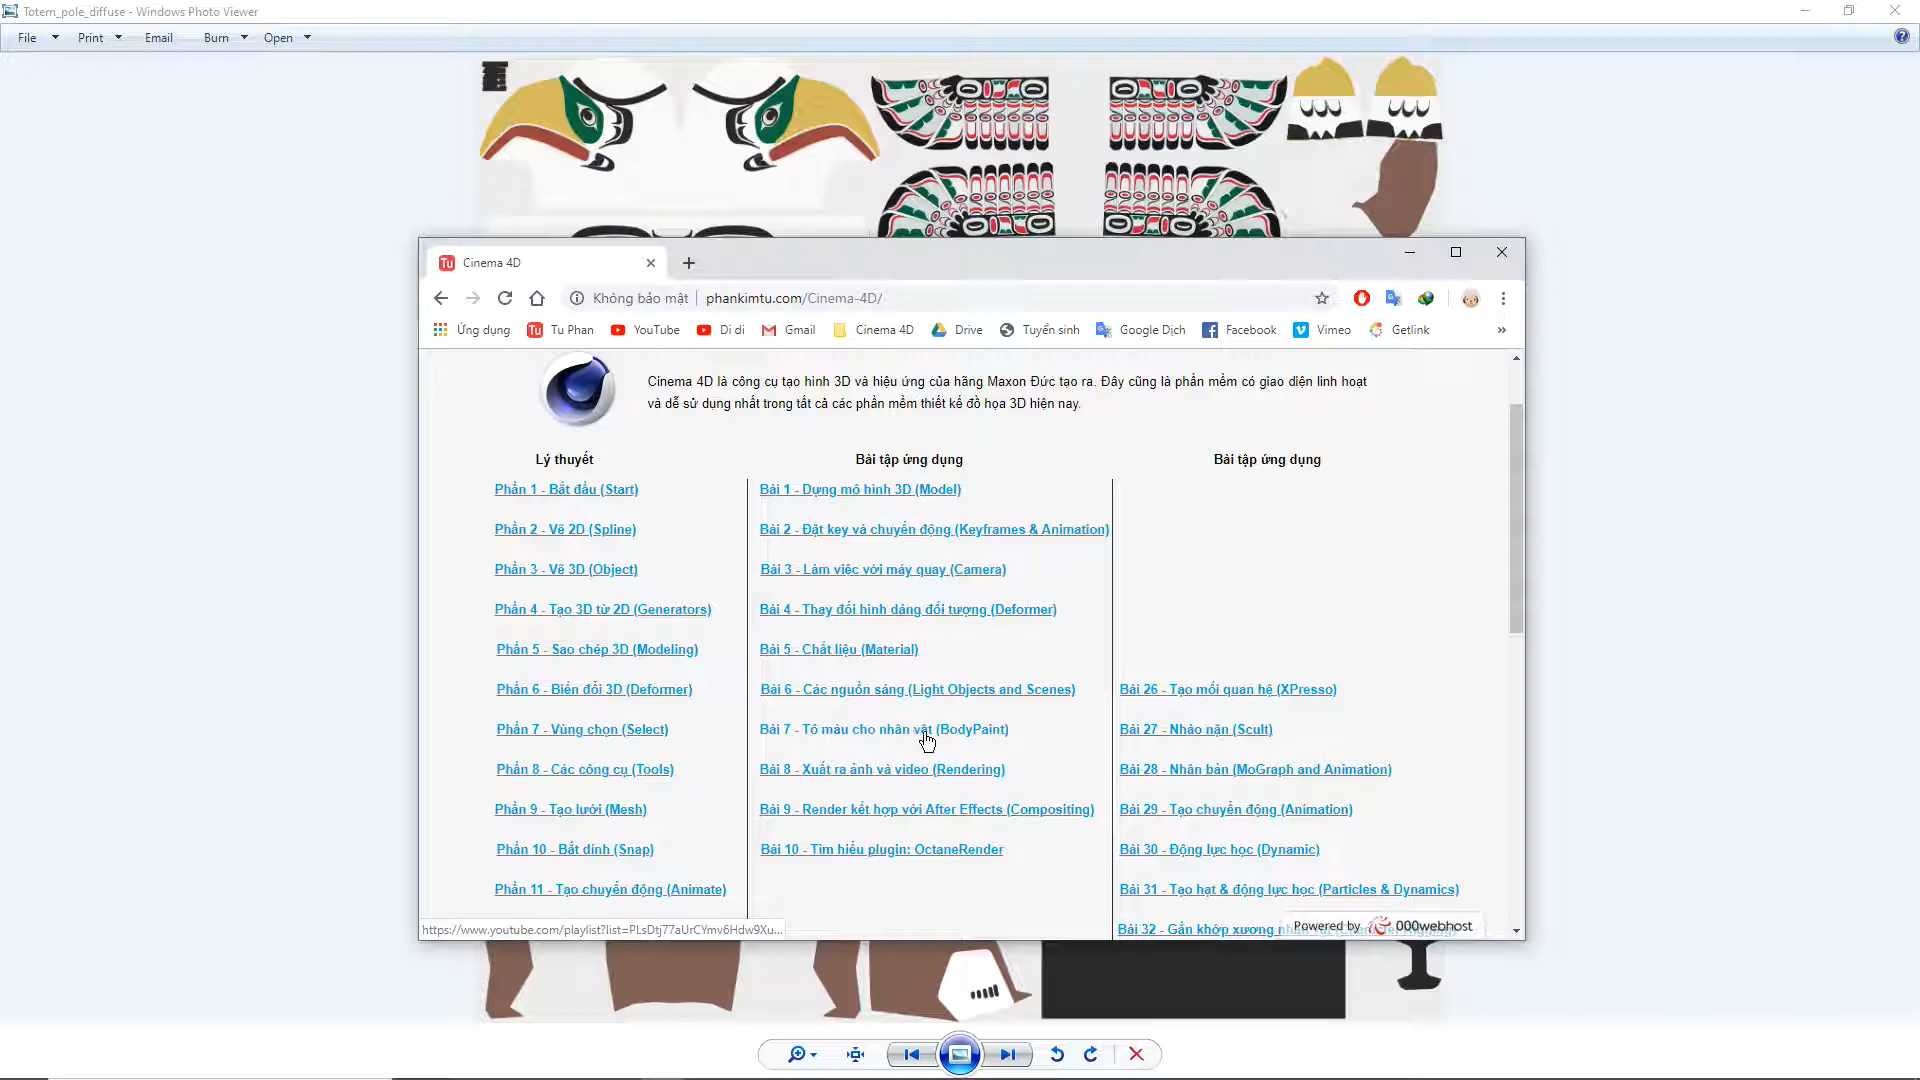 Totem_pole_diffuse - Windows Photo Viewer
File Print Email Burn Open
Tu Cinema 4D
Không bảo mật phankimtu.com/Cinema-4D/
Ứng dụng Tu Tu Phan YouTube Di di Gmail Cinema 4D Drive Tuyển sinh Google Dịch Facebook Vimeo Getlink »
Cinema 4D là công cụ tạo hình 3D và hiệu ứng của hãng Maxon Đức tạo ra. Đây cũng là phần mềm có giao diện linh hoạt
và dễ sử dụng nhất trong tất cả các phần mềm thiết kế đồ họa 3D hiện nay.
Lý thuyết
Phần 1 - Bắt đầu (Start)
Phần 2 - Vẽ 2D (Spline)
Phần 3 - Vẽ 3D (Object)
Phần 4 - Tạo 3D từ 2D (Generators)
Phần 5 - Sao chép 3D (Modeling)
Phần 6 - Biến đổi 3D (Deformer)
Phần 7 - Vùng chọn (Select)
Phần 8 - Các công cụ (Tools)
Phần 9 - Tạo lưới (Mesh)
Phần 10 - Bắt dính (Snap)
Phần 11 - Tạo chuyển động (Animate)
Bài tập ứng dụng
Bài 1 - Dựng mô hình 3D (Model)
Bài 2 - Đặt key và chuyển động (Keyframes & Animation)
Bài 3 - Làm việc với máy quay (Camera)
Bài 4 - Thay đổi hình dáng đối tượng (Deformer)
Bài 5 - Chất liệu (Material)
Bài 6 - Các nguồn sáng (Light Objects and Scenes)
Bài 7 - Tô màu cho nhân vật (BodyPaint)
Bài 8 - Xuất ra ảnh và video (Rendering)
Bài 9 - Render kết hợp với After Effects (Compositing)
Bài 10 - Tìm hiểu plugin: OctaneRender
Bài tập ứng dụng
Bài 26 - Tạo mối quan hệ (XPresso)
Bài 27 - Nhào nặn (Scult)
Bài 28 - Nhân bản (MoGraph and Animation)
Bài 29 - Tạo chuyển động (Animation)
Bài 30 - Động lực học (Dynamic)
Bài 31 - Tạo hạt & động lực học (Particles & Dynamics)
Bài 32 - Gắn khớp xương
Powered by 000webhost
https://www.youtube.com/playlist?list=PLsDtj77aUrCYmv6Hdw9Xu...